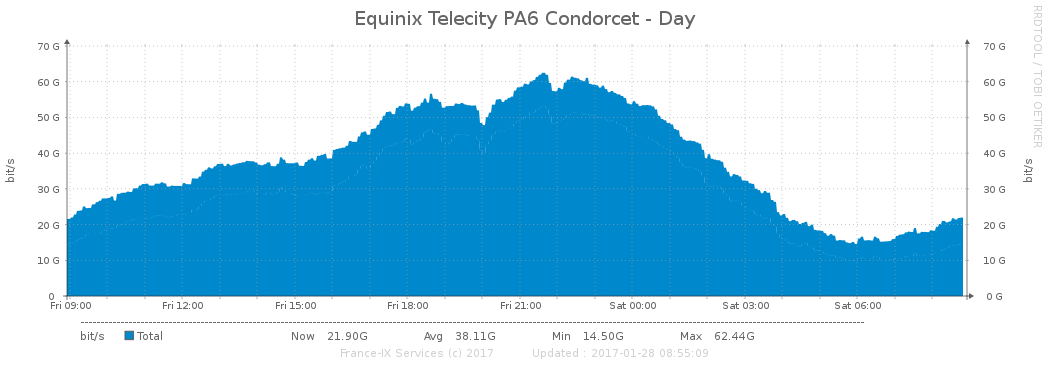 Equinix Telecity PA6 Condorcet - Day
RRDTOOL / TOBI OETIKER
bit/s
70 G 70 G
60 G 60 G
50 G 50 G
40 G 40 G
30 G 30 G
20 G 20 G
10 G 10 G
0 0 G
bit/s
Fri 09:00 Fri 12:00 Fri 15:00 Fri 18:00 Fri 21:00 Sat 00:00 Sat 03:00 Sat 06:00
bit/s Total Now 21.90G Avg 38.11G Min 14.50G Max 62.44G
France-IX Services (c) 2017 Updated : 2017-01-28 08:55:09